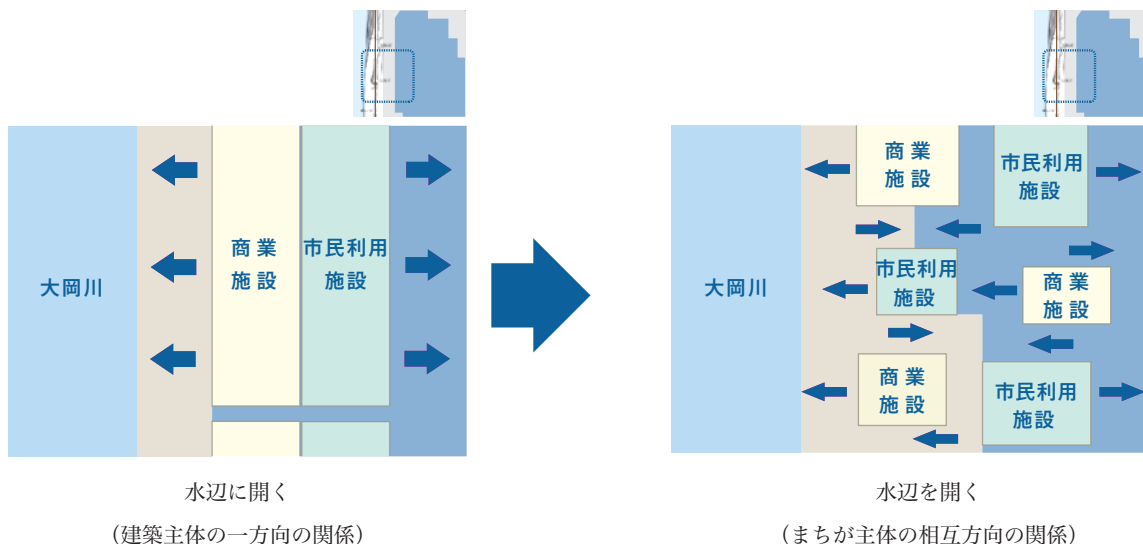 大岡川
商業
施設
市民利用
施設
水辺に開く
（建築主体の一方向の関係）
大岡川
商業
施設
市民利用
施設
市民利用
施設
商業
施設
商業
施設
市民利用
施設
水辺を開く
（まちが主体の相互方向の関係）